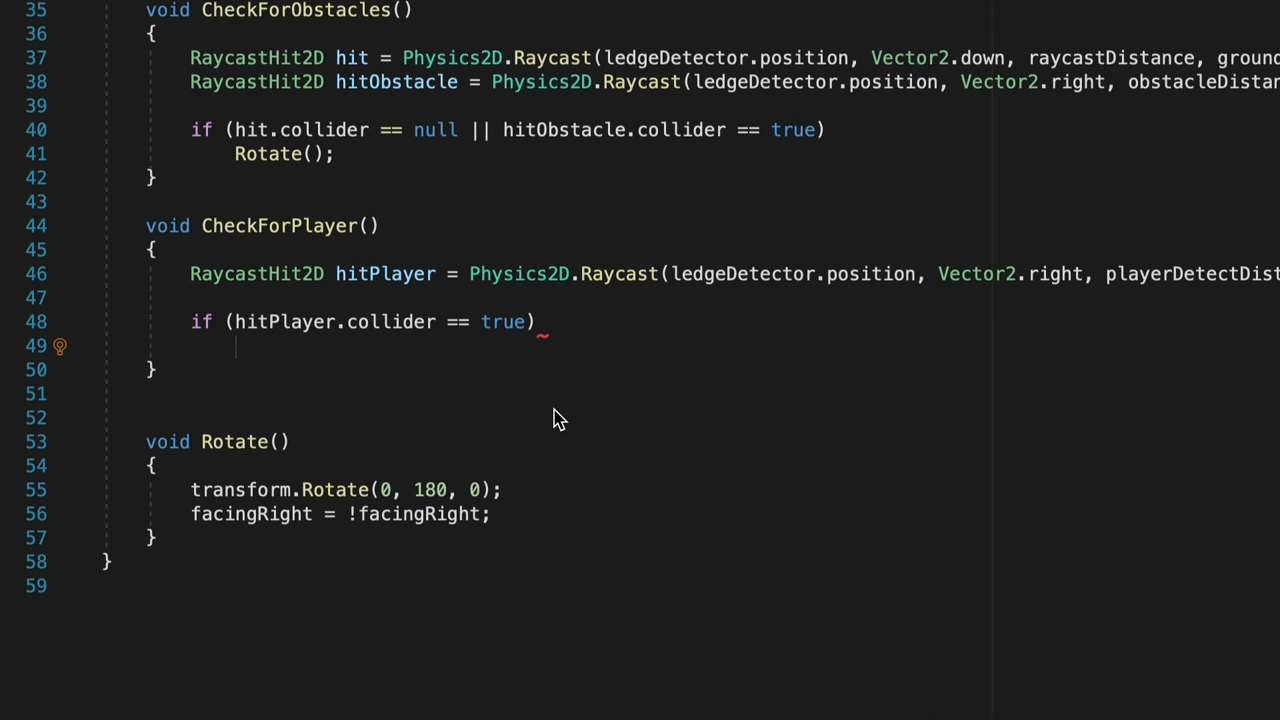 35 void CheckForObstacles()
36 {
37 RaycastHit2D hit = Physics2D.Raycast(ledgeDetector.position, Vector2.down, raycastDistance, ground
38 RaycastHit2D hitObstacle = Physics2D.Raycast(ledgeDetector.position, Vector2.right, obstacleDistan
39
40 if (hit.collider == null || hitObstacle.collider == true)
41 Rotate();
42 }
43
44 void CheckForPlayer()
45 {
46 RaycastHit2D hitPlayer = Physics2D.Raycast(ledgeDetector.position, Vector2.right, playerDetectDist
47
48 if (hitPlayer.collider == true)
49
50 }
51
52
53 void Rotate()
54 {
55 transform.Rotate(0, 180, 0);
56 facingRight = !facingRight;
57 }
58 }
59